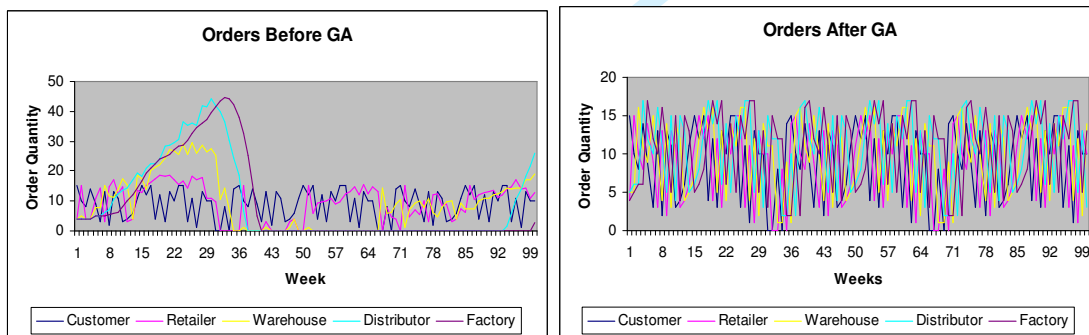 Orders Before GA
Order Quantity
50
40
30
20
10
0
1 8 15 22 29 36 43 50 57 64 71 78 85 92 99
Week
Customer Retailer Warehouse Distributor Factory
Orders After GA
Order Quantity
20
15
10
5
0
1 8 15 22 29 36 43 50 57 64 71 78 85 92 99
Weeks
Customer Retailer Warehouse Distributor Factory